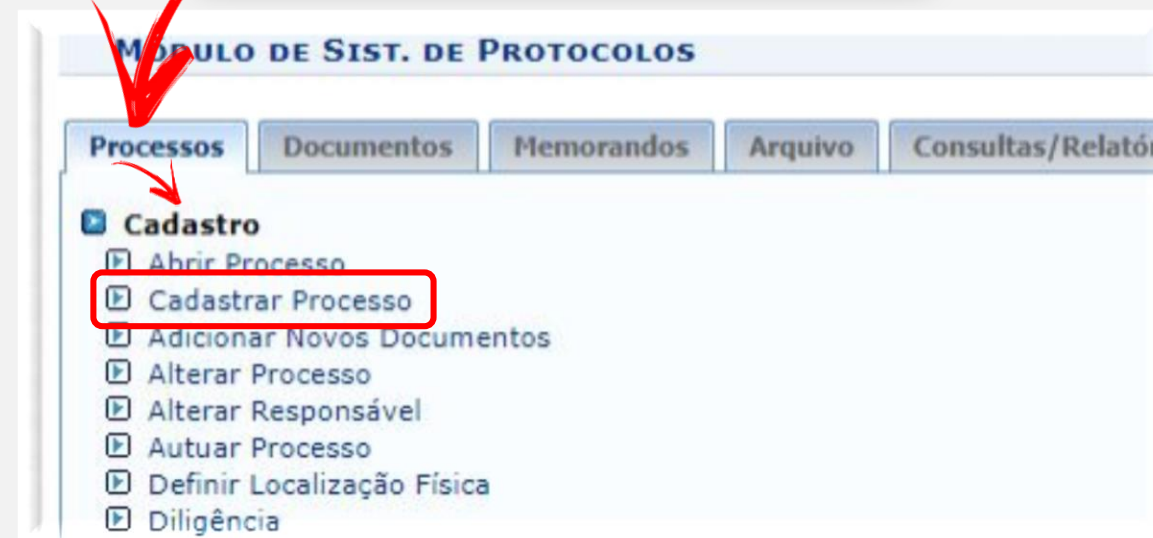 MÓDULO DE SIST. DE PROTOCOLOS
Processos Documentos Memorandos Arquivo Consultas/Relatór
Cadastro
Abrir Processo
Cadastrar Processo
Adicionar Novos Documentos
Alterar Processo
Alterar Responsável
Autuar Processo
Definir Localização Física
Diligência